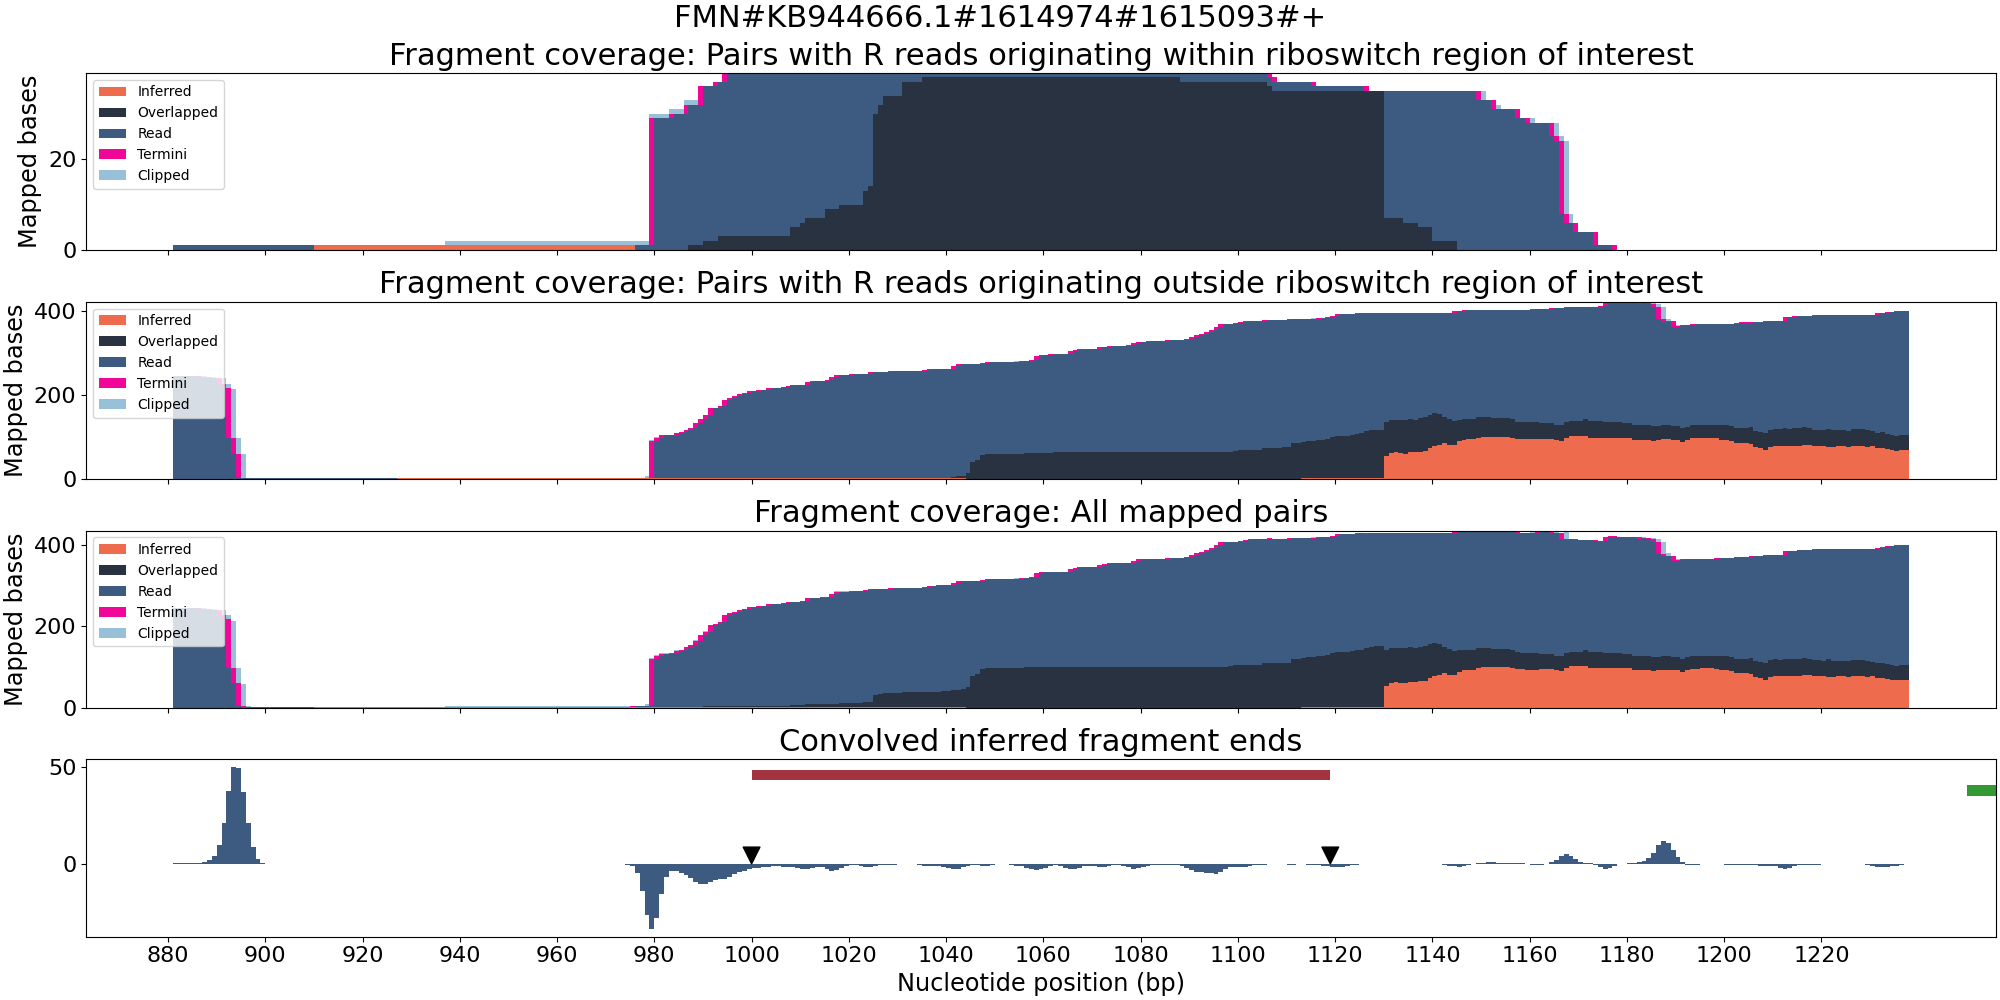 FMN#KB944666.1#1614974#1615093#+
Fragment coverage: Pairs with R reads originating within riboswitch region of interest
Mapped bases
20
0
Inferred
Overlapped
Read
Termini
Clipped
Fragment coverage: Pairs with R reads originating outside riboswitch region of interest
Mapped bases
400
200
0
Inferred
Overlapped
Read
Termini
Clipped
Fragment coverage: All mapped pairs
Mapped bases
400
200
0
Inferred
Overlapped
Read
Termini
Clipped
Convolved inferred fragment ends
50
0
880 900 920 940 960 980 1000 1020 1040 1060 1080 1100 1120 1140 1160 1180 1200 1220
Nucleotide position (bp)